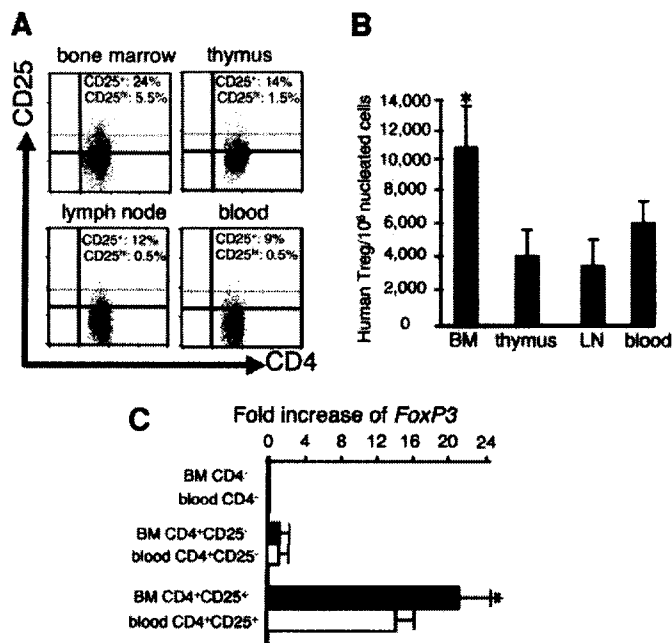 A
bone marrow
thymus
CD25⁺: 24%
CD25ʰⁱ: 5.5%
CD25⁺: 14%
CD25ʰⁱ: 1.5%
lymph node
blood
CD25⁺: 12%
CD25ʰⁱ: 0.5%
CD25⁺: 9%
CD25ʰⁱ: 0.5%
CD25
CD4
B
Human Treg/10⁶ nucleated cells
14,000
12,000
10,000
8,000
6,000
4,000
2,000
0
*
BM
thymus
LN
blood
C
Fold increase of FoxP3
0 4 8 12 16 20 24
BM CD4⁻
blood CD4⁻
BM CD4⁺CD25⁻
blood CD4⁺CD25⁻
BM CD4⁺CD25⁺
blood CD4⁺CD25⁺
*